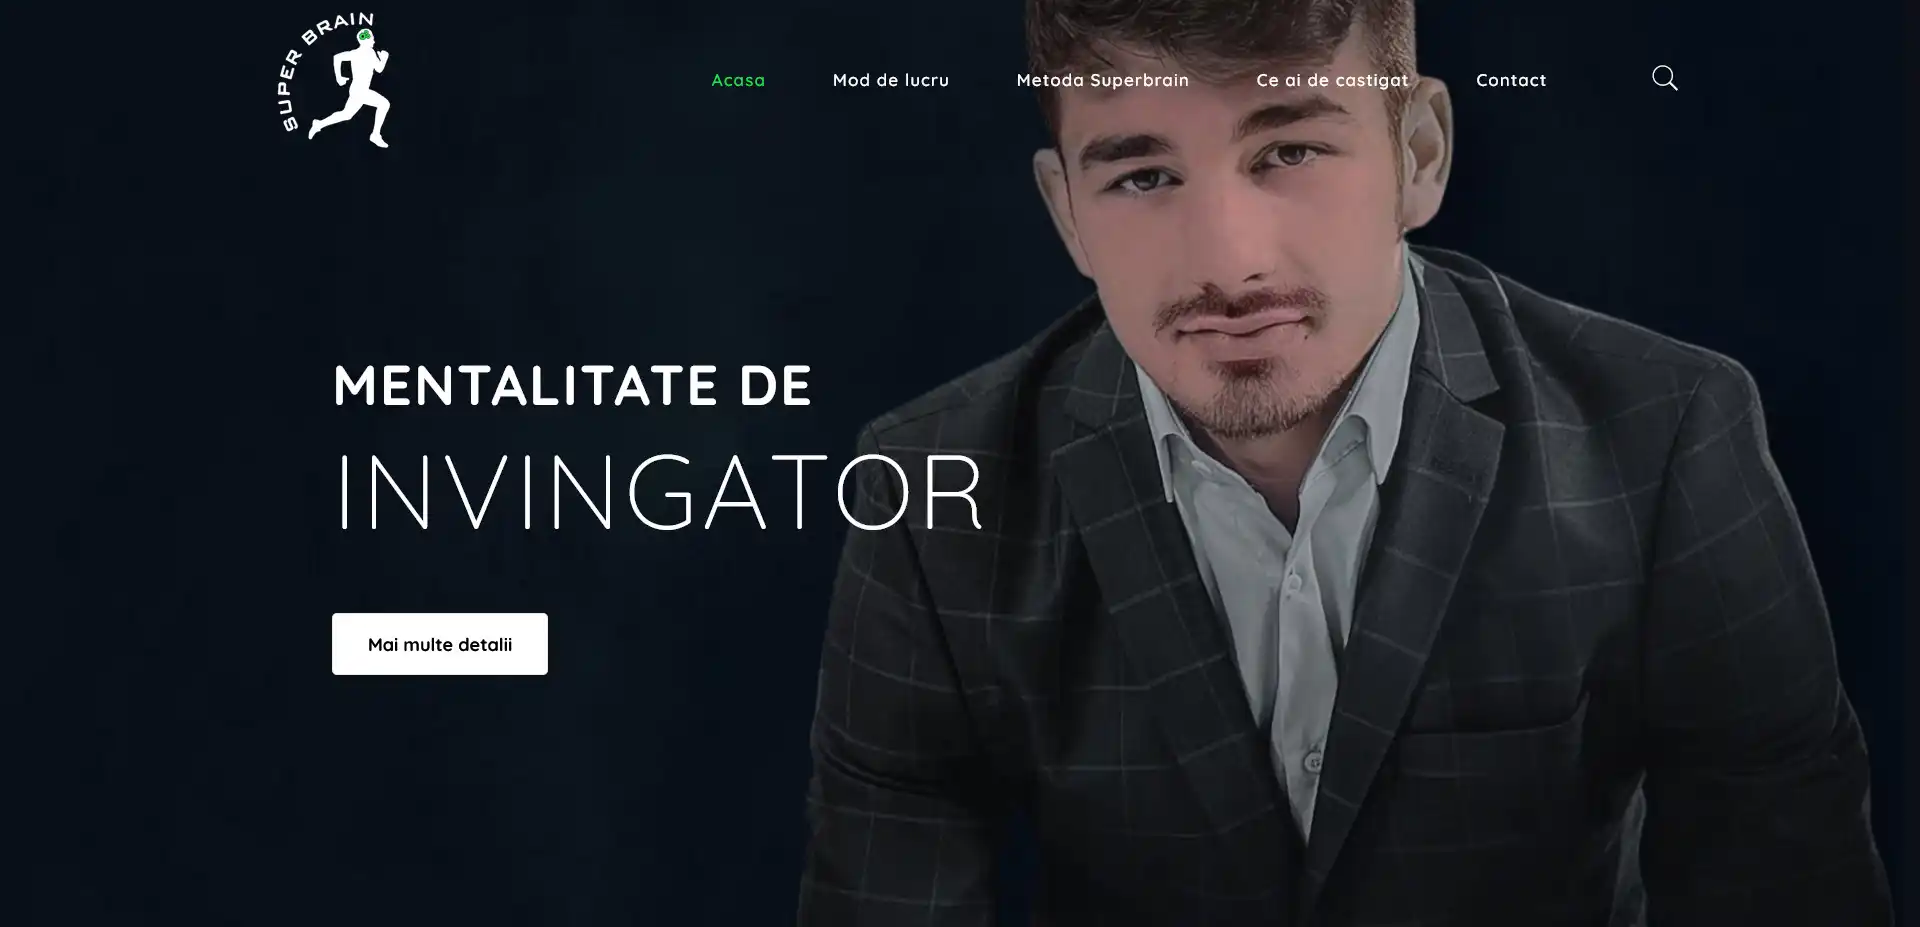 SUPER BRAIN
Acasa
Mod de lucru
Metoda Superbrain
Ce ai de castigat
Contact
MENTALITATE DE
INVINGATOR
Mai multe detalii